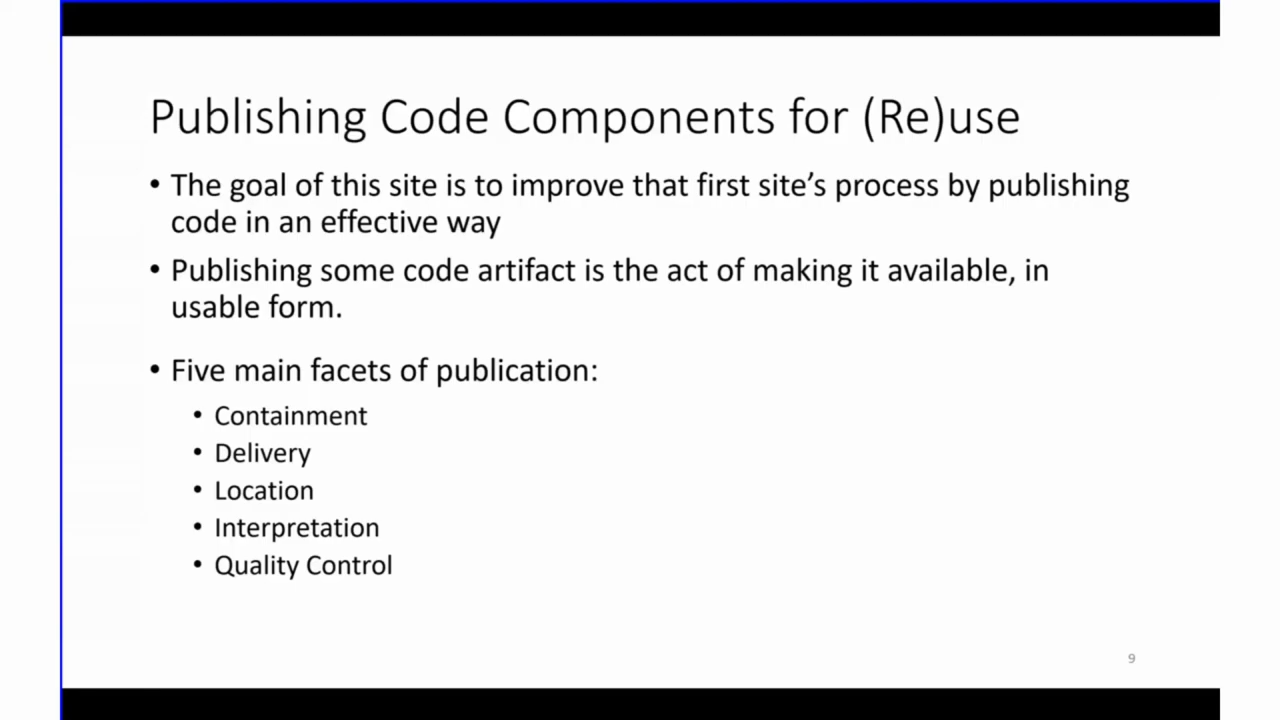 Publishing Code Components for (Re)use
• The goal of this site is to improve that first site’s process by publishing
code in an effective way
• Publishing some code artifact is the act of making it available, in
usable form.
• Five main facets of publication:
• Containment
• Delivery
• Location
• Interpretation
• Quality Control
9